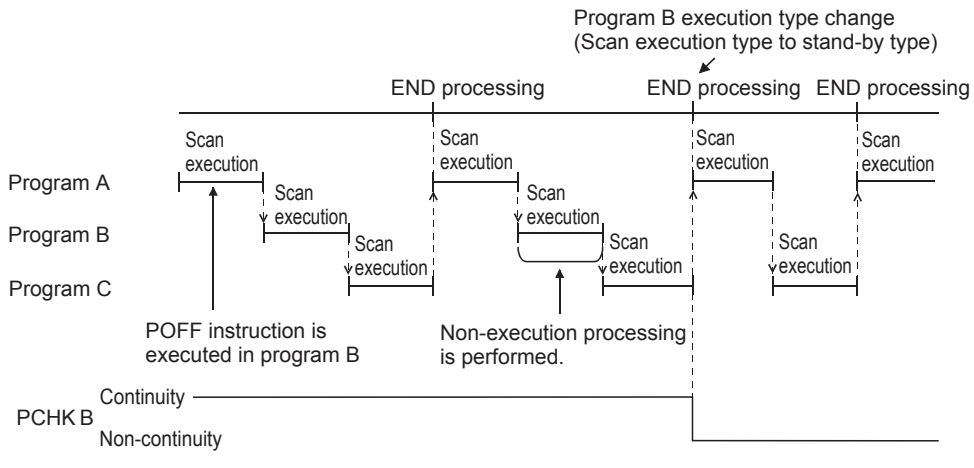 Program B execution type change
(Scan execution type to stand-by type)
END processing
END processing
END processing
Scan
execution
Scan
execution
Scan
execution
Program A
Scan
execution
Scan
execution
Program B
Scan
execution
Scan
execution
Scan
execution
Program C
POFF instruction is
executed in program B
Non-execution processing
is performed.
PCHK B
Continuity
Non-continuity